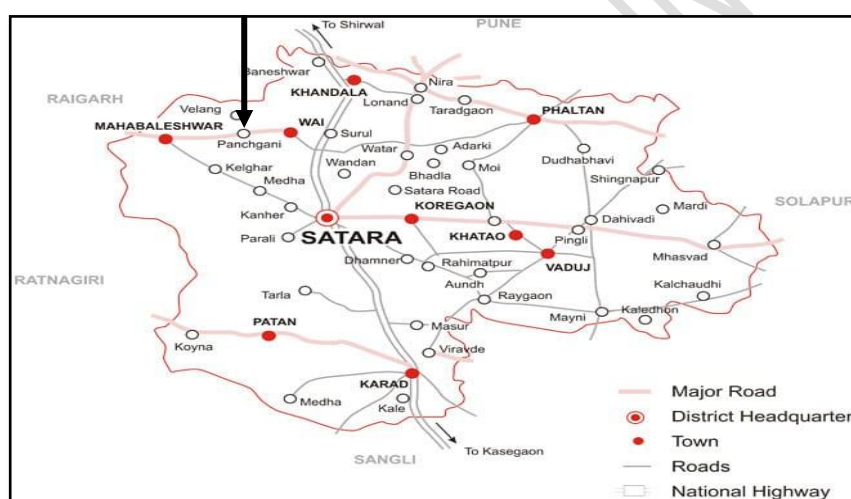 To Shirwal
PUNE
Baneshwar
Nira
KHANDALA
RAIGARH
Lonand
Taradgaon
PHALTAN
Velang
MAHABALESHWAR
WAI
Surul
Panchgani
Adarki
Watar
Dudhabhavi
Kelghar
Wandan
Bhadla
Moi
Shingnapur
Medha
Satara Road
SOLAPUR
Mardi
Kanher
KOREGAON
Dahivadi
SATARA
KHATAO
Pingli
Parali
Mhasvad
Dhamner
Rahimatpur
VADUJ
RATNAGIRI
Aundh
Kalchaudhi
Tarla
Raygaon
Mayni
Kaledhon
PATAN
Masur
Koyna
Viravde
KARAD
Medha
Kale
To Kasegaon
SANGLI
Major Road
District Headquarter
Town
Roads
National Highway